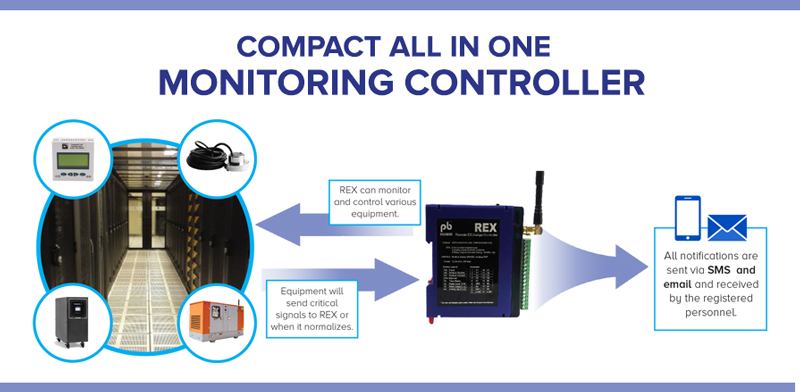 COMPACT ALL IN ONE
MONITORING CONTROLLER
REX can monitor
and control various
equipment.
Equipment will
send critical
signals to REX or
when it normalizes.
pb
REX
All notifications are
sent via SMS and
email and received
by the registered
personnel.